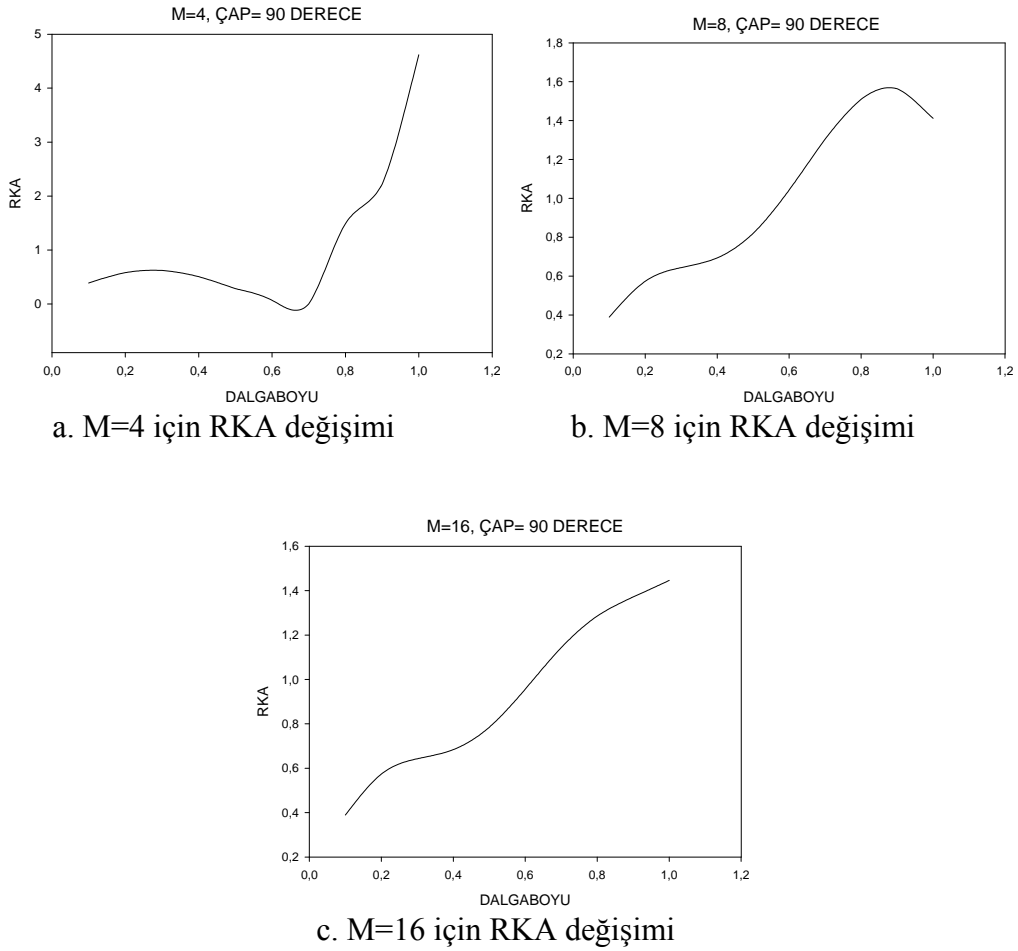 M=4, ÇAP= 90 DERECE
RKA
5
4
3
2
1
0
0,0 0,2 0,4 0,6 0,8 1,0 1,2
DALGABOYU
a. M=4 için RKA değişimi
M=8, ÇAP= 90 DERECE
RKA
1,8
1,6
1,4
1,2
1,0
0,8
0,6
0,4
0,2
0,0 0,2 0,4 0,6 0,8 1,0 1,2
DALGABOYU
b. M=8 için RKA değişimi
M=16, ÇAP= 90 DERECE
RKA
1,6
1,4
1,2
1,0
0,8
0,6
0,4
0,2
0,0 0,2 0,4 0,6 0,8 1,0 1,2
DALGABOYU
c. M=16 için RKA değişimi